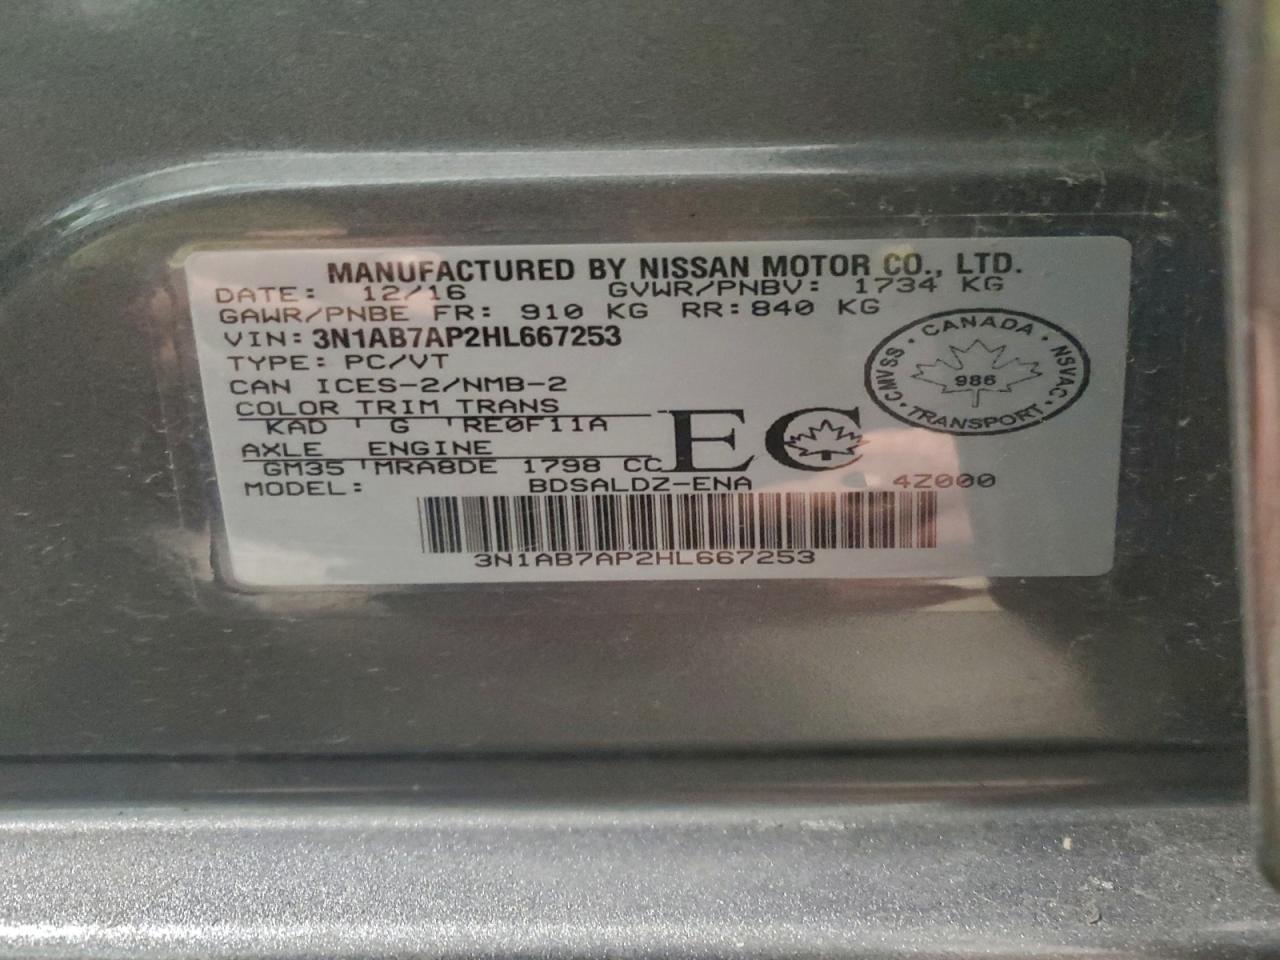 MANUFACTURED BY NISSAN MOTOR CO., LTD.
DATE: 12/16 GVWR/PNBV: 1734 KG
GAWR/PNBE FR: 910 KG RR: 840 KG
VIN: 3N1AB7AP2HL667253
TYPE: PC/VT
CAN ICES-2/NMB-2
COLOR TRIM TRANS
KAD G RE0F11A
AXLE ENGINE
GM35 MRA8DE 1798 CC
MODEL: BDSALDZ-ENA 4Z000
3N1AB7AP2HL667253
EC
CMVSS · CANADA · NSVAC · TRANSPORT ·
986